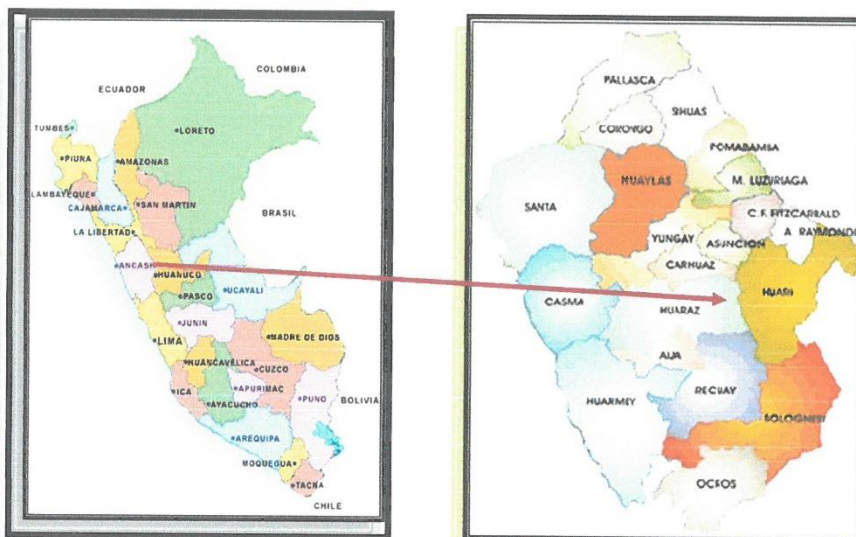 COLOMBIA
ECUADOR
TUMBES
LORETO
PIURA
AMAZONAS
LAMBAYEQUE
SAN MARTIN
CAJAMARCA
BRASIL
LA LIBERTAD
ANCASH
HUANUCO
PASCO
UCAYALI
JUNIN
LIMA
MADRE DE DIOS
HUANCAVELICA
CUZCO
ICA
APURIMAC
PUNO
BOLIVIA
AYACUCHO
AREQUIPA
MOQUEGUA
TACNA
CHILE
PALLASCA
SIHUAS
CORONGO
POMABAMBA
HUAYLAS
M. LUZURIAGA
SANTA
C.F. FITZCARRALD
A. RAYMONDI
YUNGAY
ASUNCION
CARHUAZ
HUARI
CASMA
HUARAZ
AIJA
RECUAY
HUARMEY
BOLOGNESI
OCROS